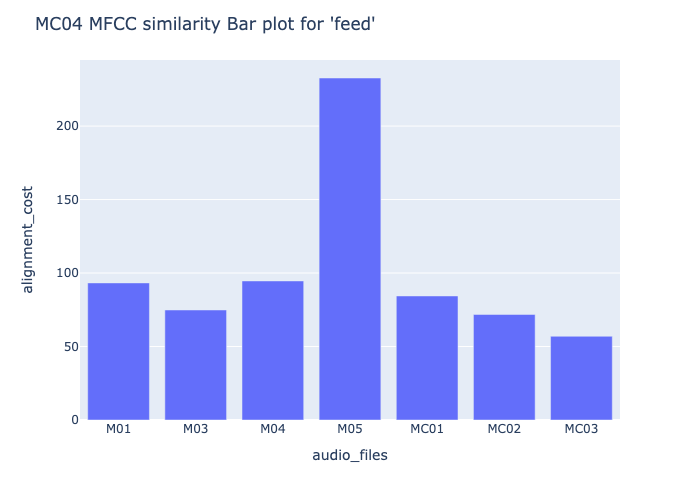 MC04 MFCC similarity Bar plot for 'feed'
alignment_cost
200
150
100
50
0
M01 M03 M04 M05 MC01 MC02 MC03
audio_files